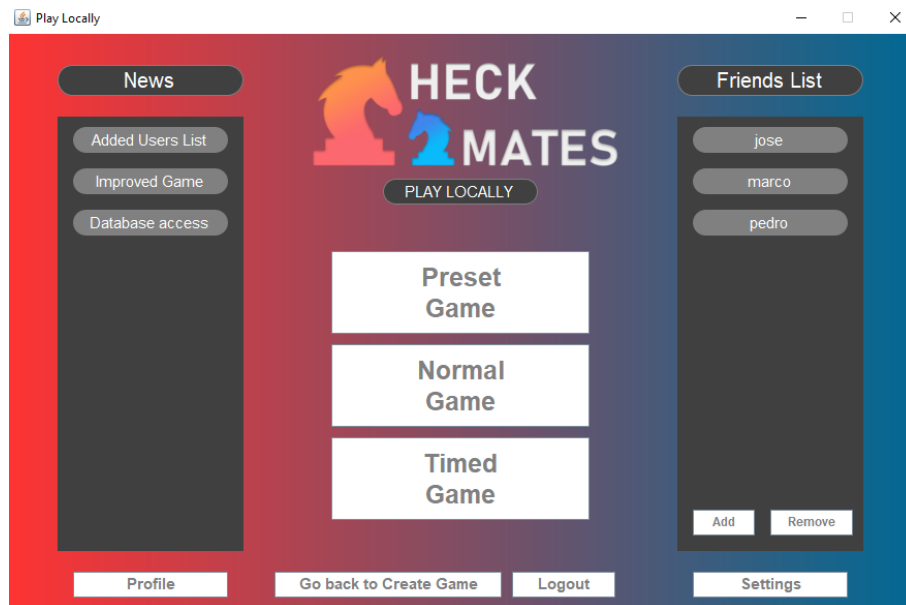 Play Locally
News
HECK
MATES
Friends List
PLAY LOCALLY
Added Users List
Improved Game
Database access
Preset
Game
Normal
Game
Timed
Game
jose
marco
pedro
Add Remove
Profile
Go back to Create Game
Logout
Settings